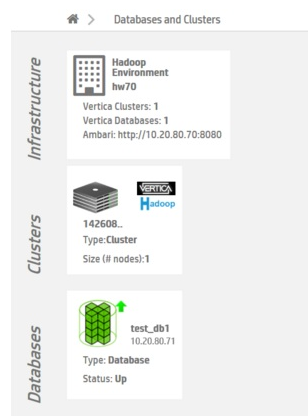 > Databases and Clusters
Infrastructure
Hadoop
Environment
hw70
Vertica Clusters: 1
Vertica Databases: 1
Ambari: http://10.20.80.70:8080
Clusters
VERTICA
Hadoop
142608..
Type:Cluster
Size (# nodes):1
Databases
test_db1
10.20.80.71
Type: Database
Status: Up